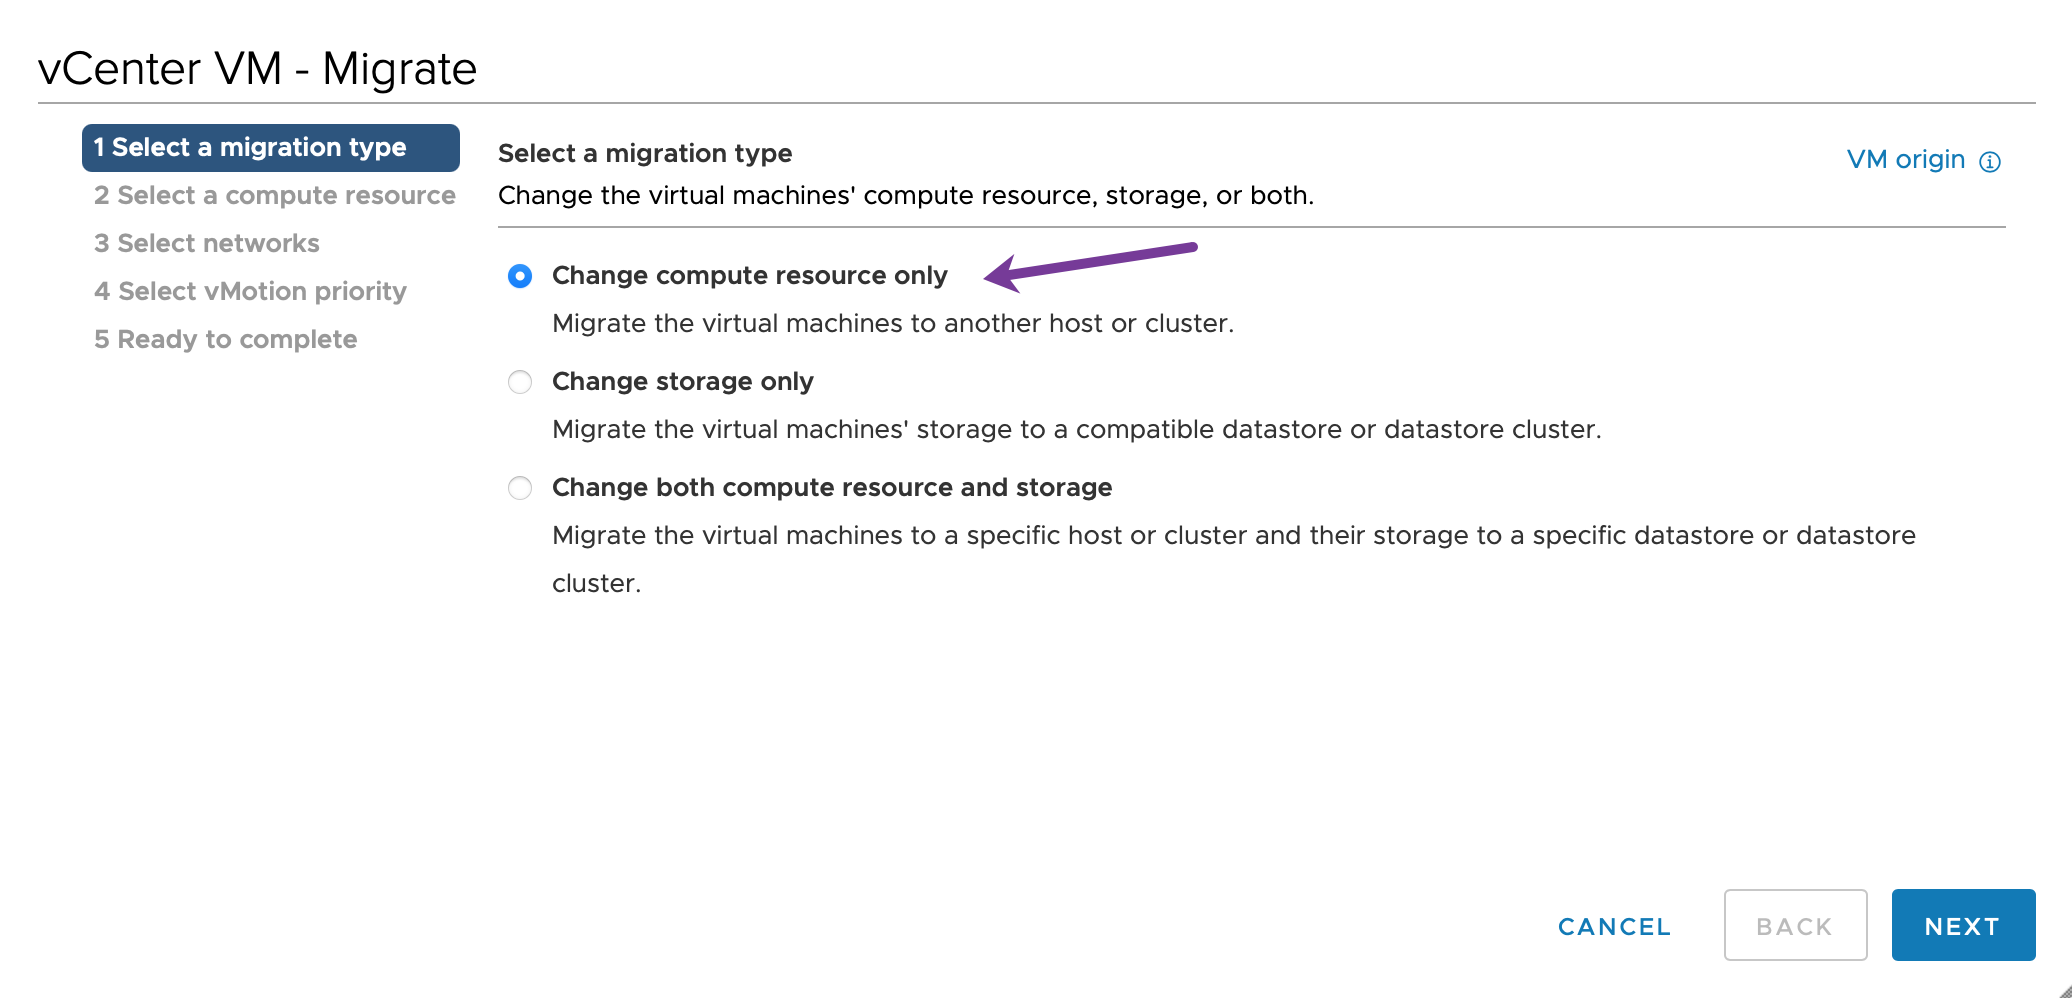 vCenter VM - Migrate
1 Select a migration type
2 Select a compute resource
3 Select networks
4 Select vMotion priority
5 Ready to complete
Select a migration type
VM origin
Change the virtual machines' compute resource, storage, or both.
Change compute resource only
Migrate the virtual machines to another host or cluster.
Change storage only
Migrate the virtual machines' storage to a compatible datastore or datastore cluster.
Change both compute resource and storage
Migrate the virtual machines to a specific host or cluster and their storage to a specific datastore or datastore
cluster.
CANCEL
BACK
NEXT